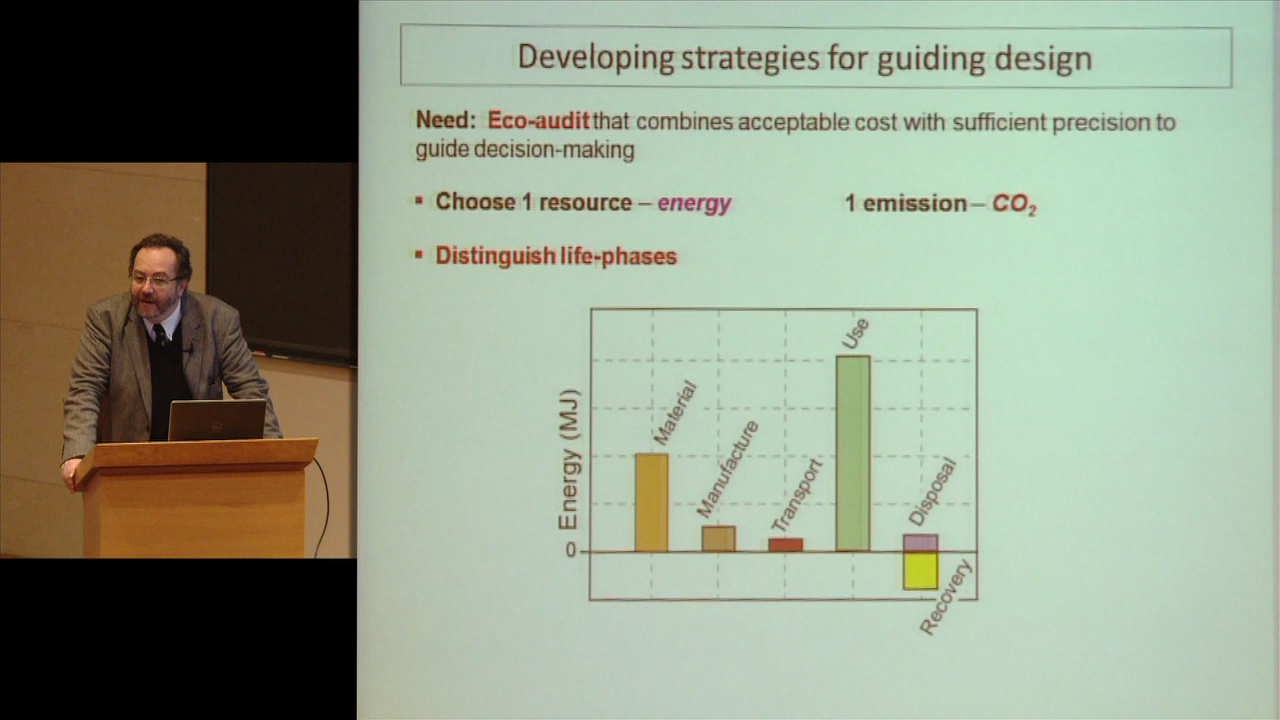 Developing strategies for guiding design
Need: Eco-audit that combines acceptable cost with sufficient precision to
guide decision-making
▪ Choose 1 resource – energy 1 emission – CO₂
▪ Distinguish life-phases
Energy (MJ)
0
Material
Manufacture
Transport
Use
Disposal
Recovery